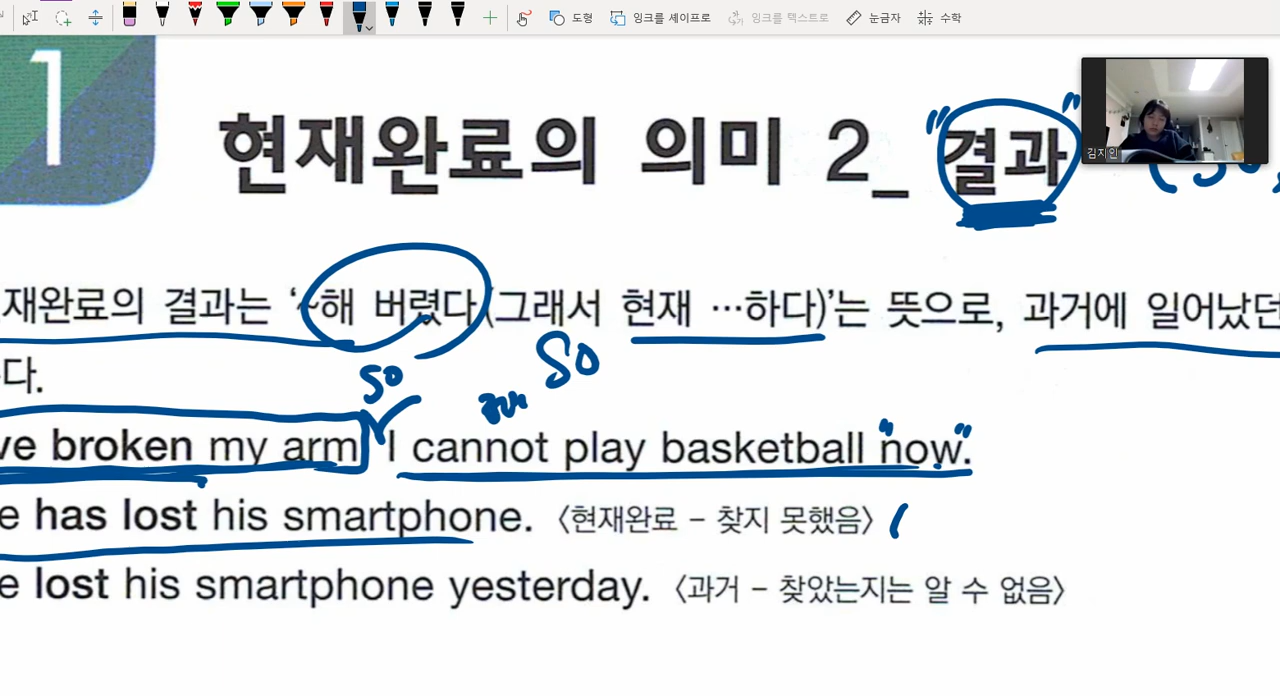 도형 잉크를 셰이프로 잉크를 텍스트로 눈금자 수학
1
현재완료의 의미 2_ "결과"
김지인
재완료의 결과는 '~해 버렸다(그래서 현재 …하다)'는 뜻으로, 과거에 일어났던
다.
so
so
ve broken my arm I cannot play basketball "now".
e has lost his smartphone. 〈현재완료 – 찾지 못했음〉 (
e lost his smartphone yesterday. 〈과거 – 찾았는지는 알 수 없음〉